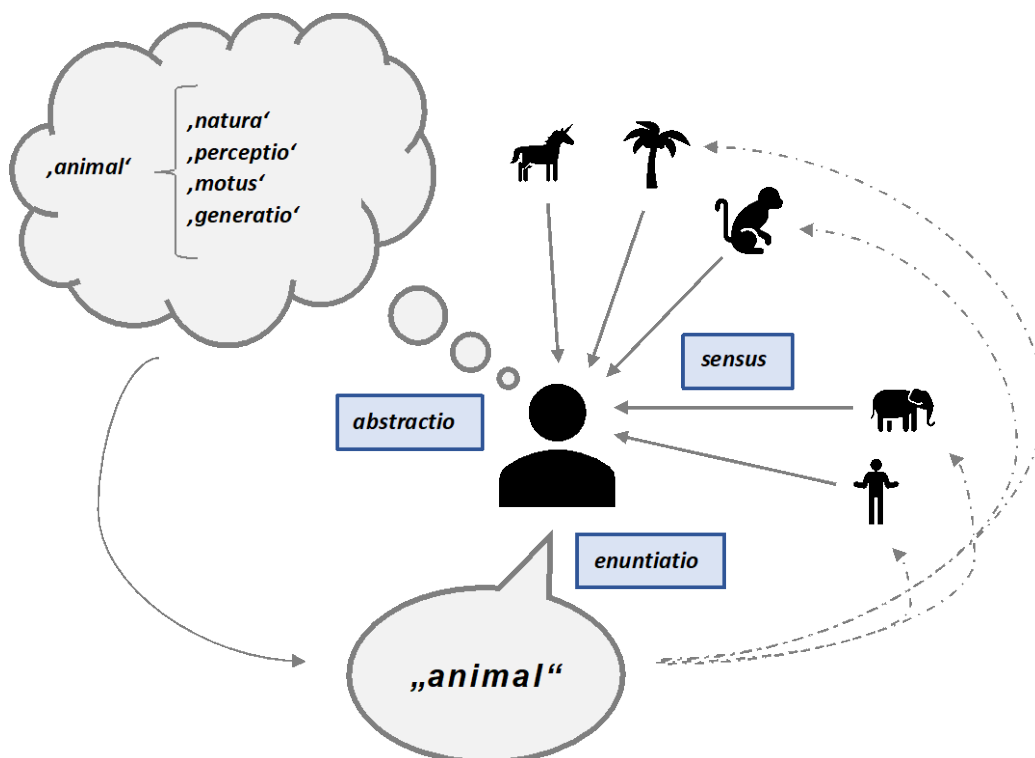 ‚natura‘
‚perceptio‘
‚animal‘
‚motus‘
‚generatio‘
sensus
abstractio
enuntiatio
„animal“